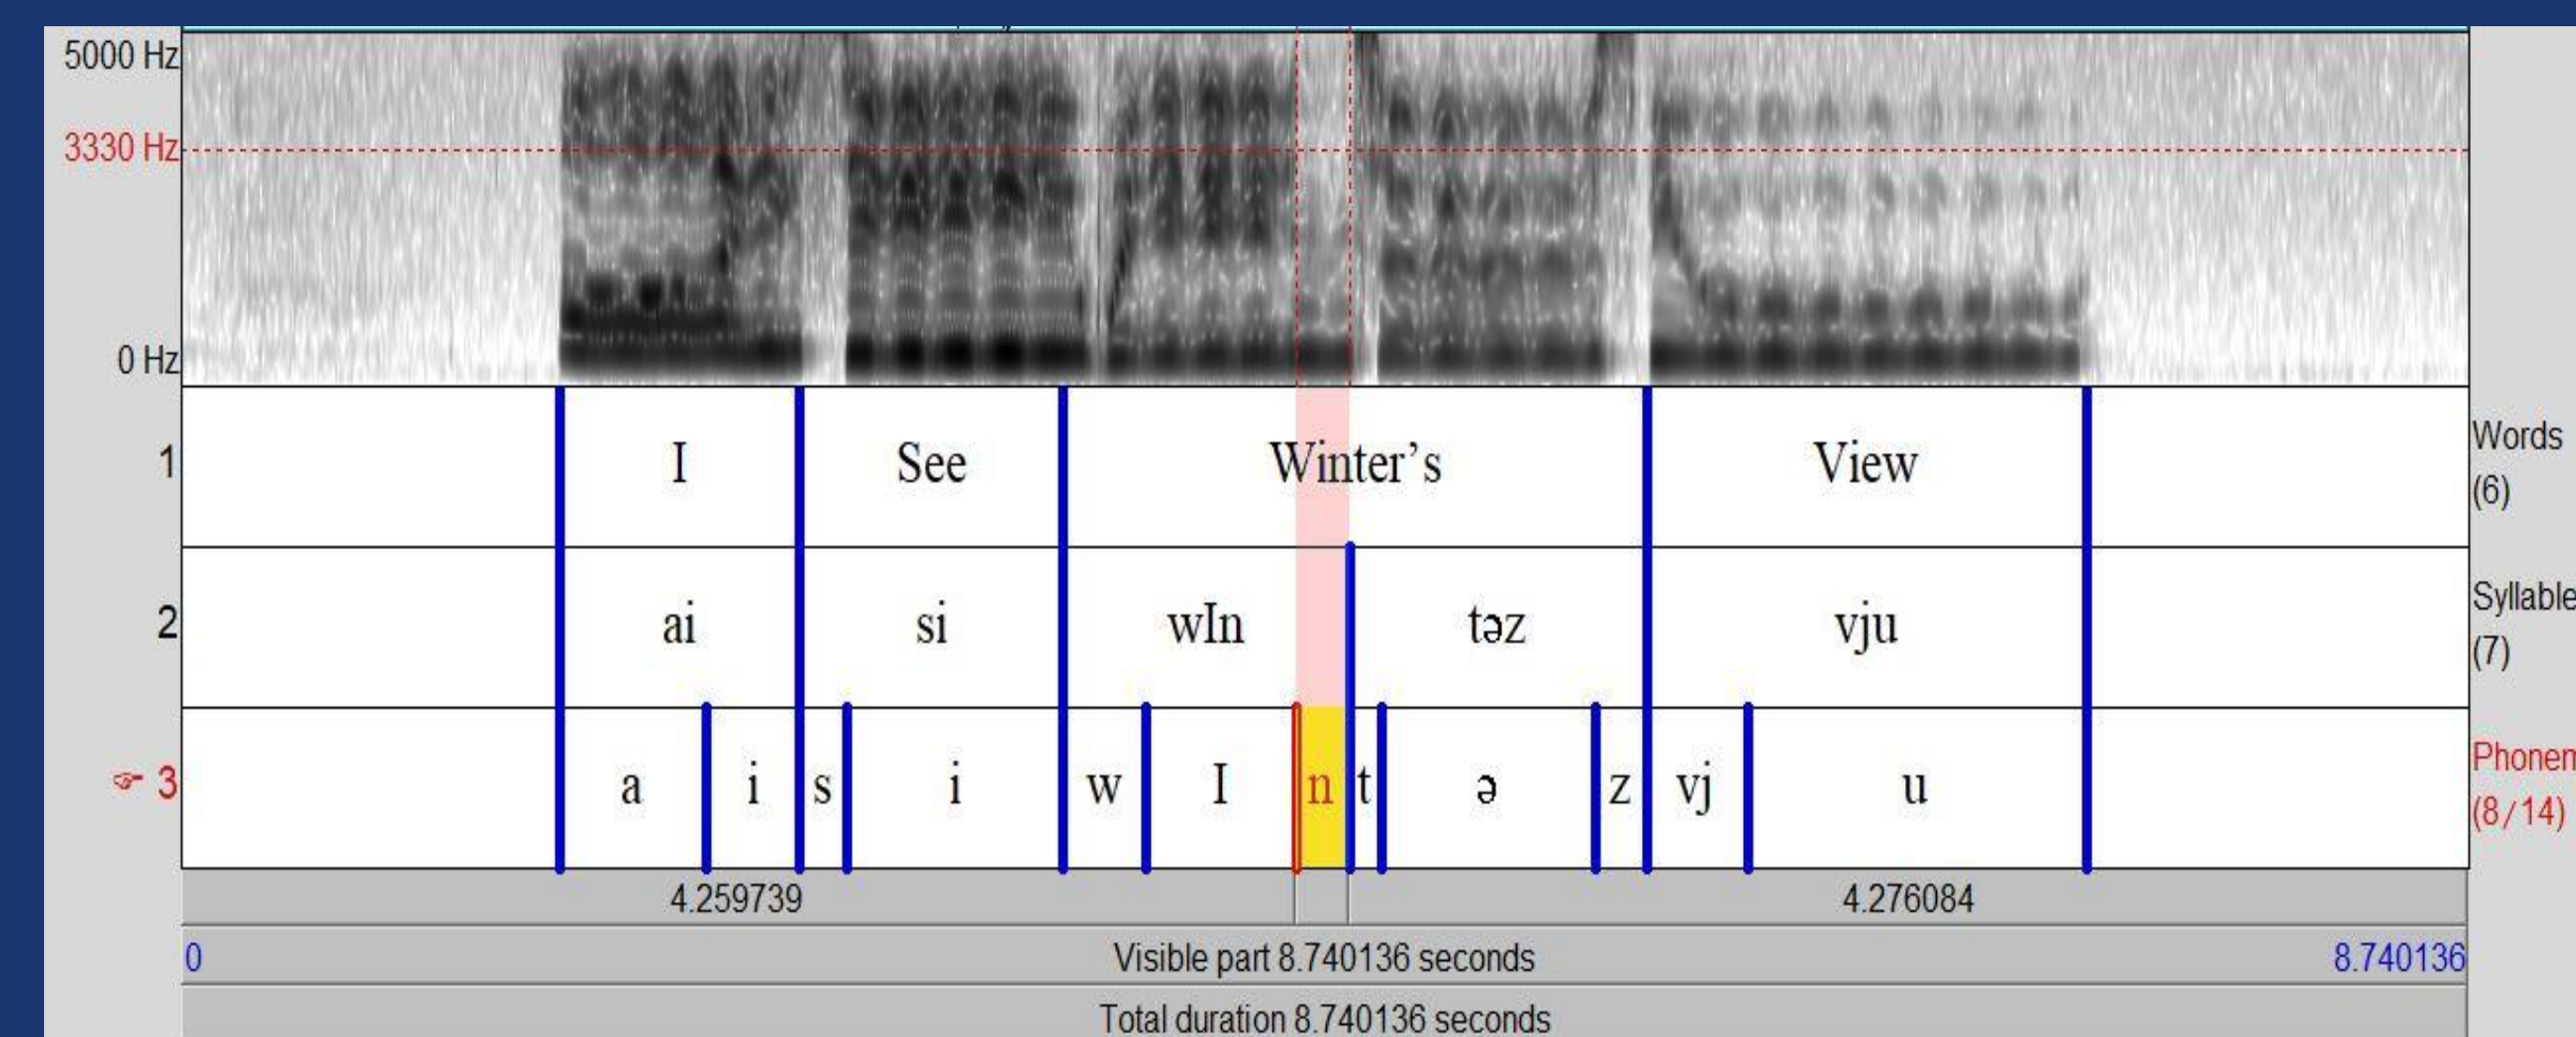 5000 Hz
3330 Hz
0 Hz
1 I See Winter’s View Words
(6)
2 ai si wIn təz vju Syllable
(7)
☞ 3 a i s i w I n t ə z vj u Phonem
(8/14)
4.259739 4.276084
0 Visible part 8.740136 seconds 8.740136
Total duration 8.740136 seconds